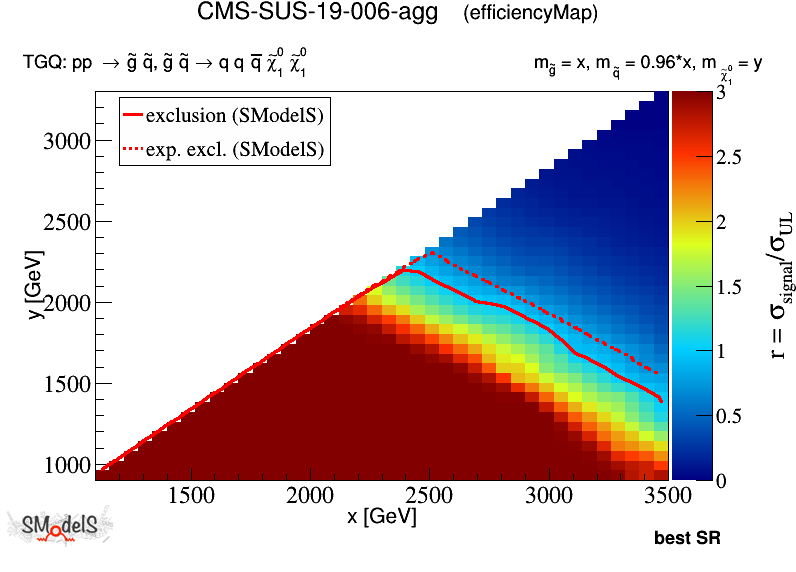 CMS-SUS-19-006-agg (efficiencyMap)
TGQ: pp → g̃ q̃, g̃ q̃ → q q q̅ χ̃⁰₁ χ̃⁰₁
m_g̃ = x, m_q̃ = 0.96*x, m_χ̃⁰₁ = y
exclusion (SModelS)
exp. excl. (SModelS)
3000
2500
2000
1500
1000
y [GeV]
1500
2000
2500
3000
3500
x [GeV]
3
2.5
2
1.5
1
0.5
0
r = σ_signal/σ_UL
SModelS
best SR